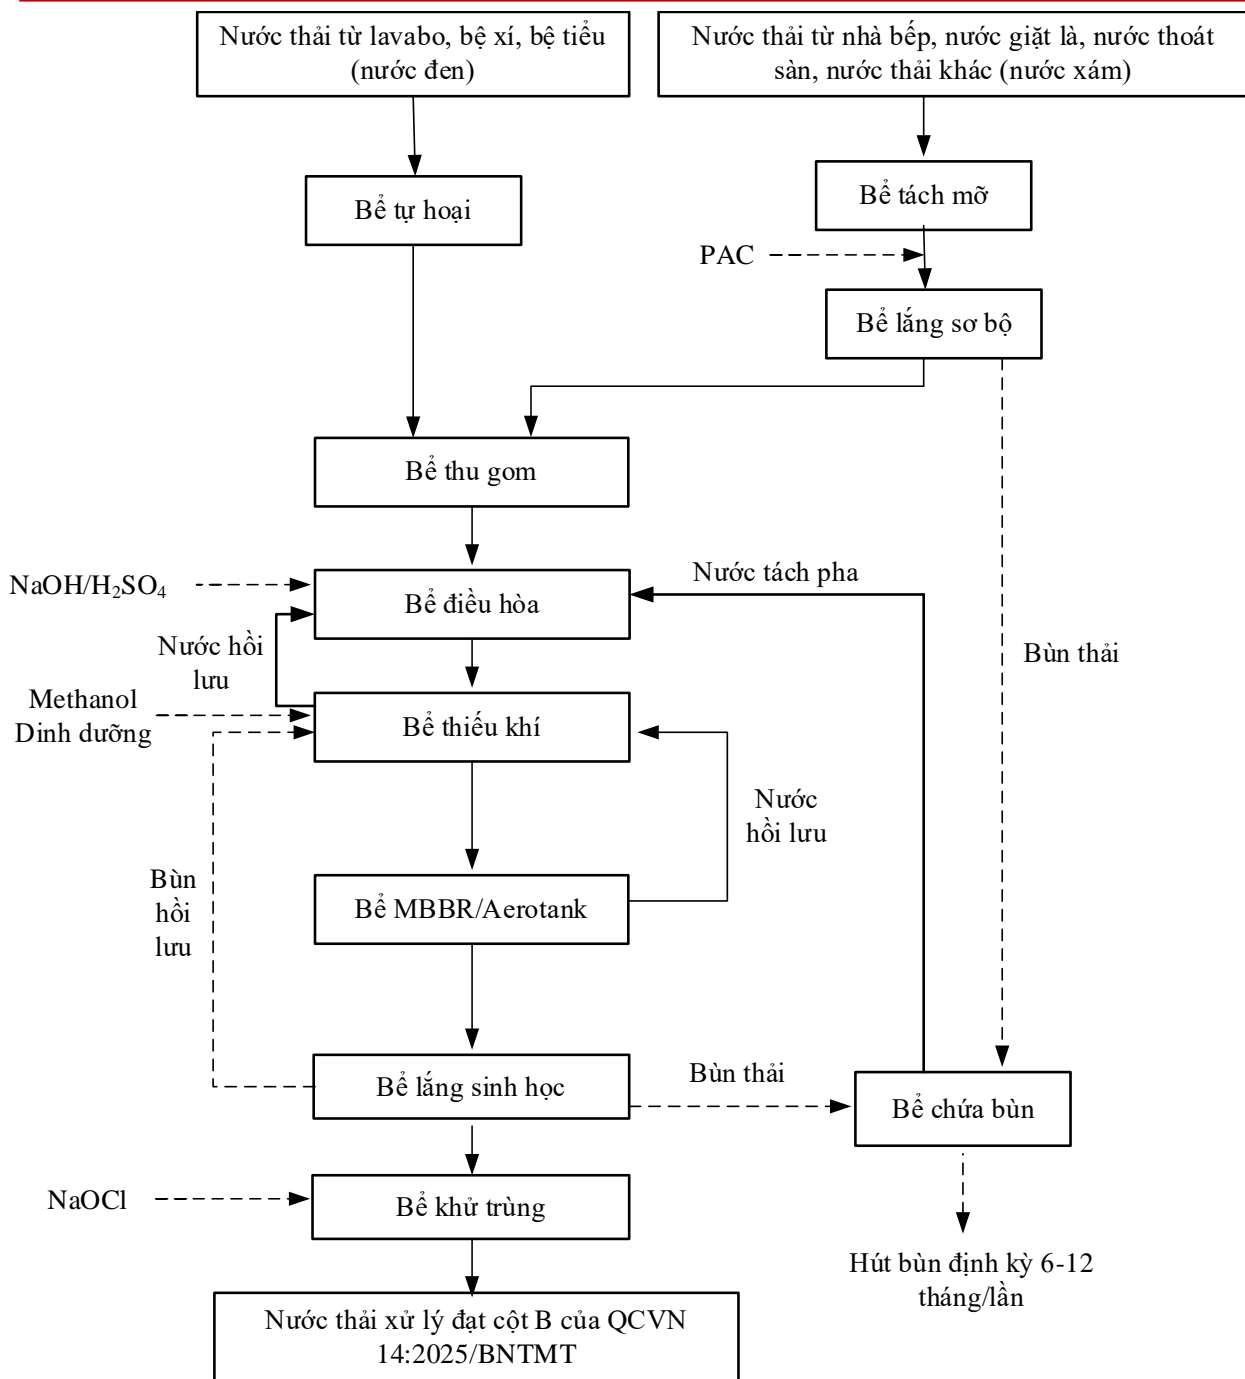 Nước thải từ lavabo, bệ xí, bệ tiểu
(nước đen)
Nước thải từ nhà bếp, nước giặt là, nước thoát
sàn, nước thải khác (nước xám)
Bể tự hoại
Bể tách mỡ
PAC
Bể lắng sơ bộ
Bể thu gom
NaOH/H₂SO₄
Bể điều hòa
Nước tách pha
Nước hồi
lưu
Bùn thải
Methanol
Dinh dưỡng
Bể thiếu khí
Nước
hồi lưu
Bùn
hồi
lưu
Bể MBBR/Aerotank
Bể lắng sinh học
Bùn thải
Bể chứa bùn
NaOCl
Bể khử trùng
Hút bùn định kỳ 6-12
tháng/lần
Nước thải xử lý đạt cột B của QCVN
14:2025/BNTMT